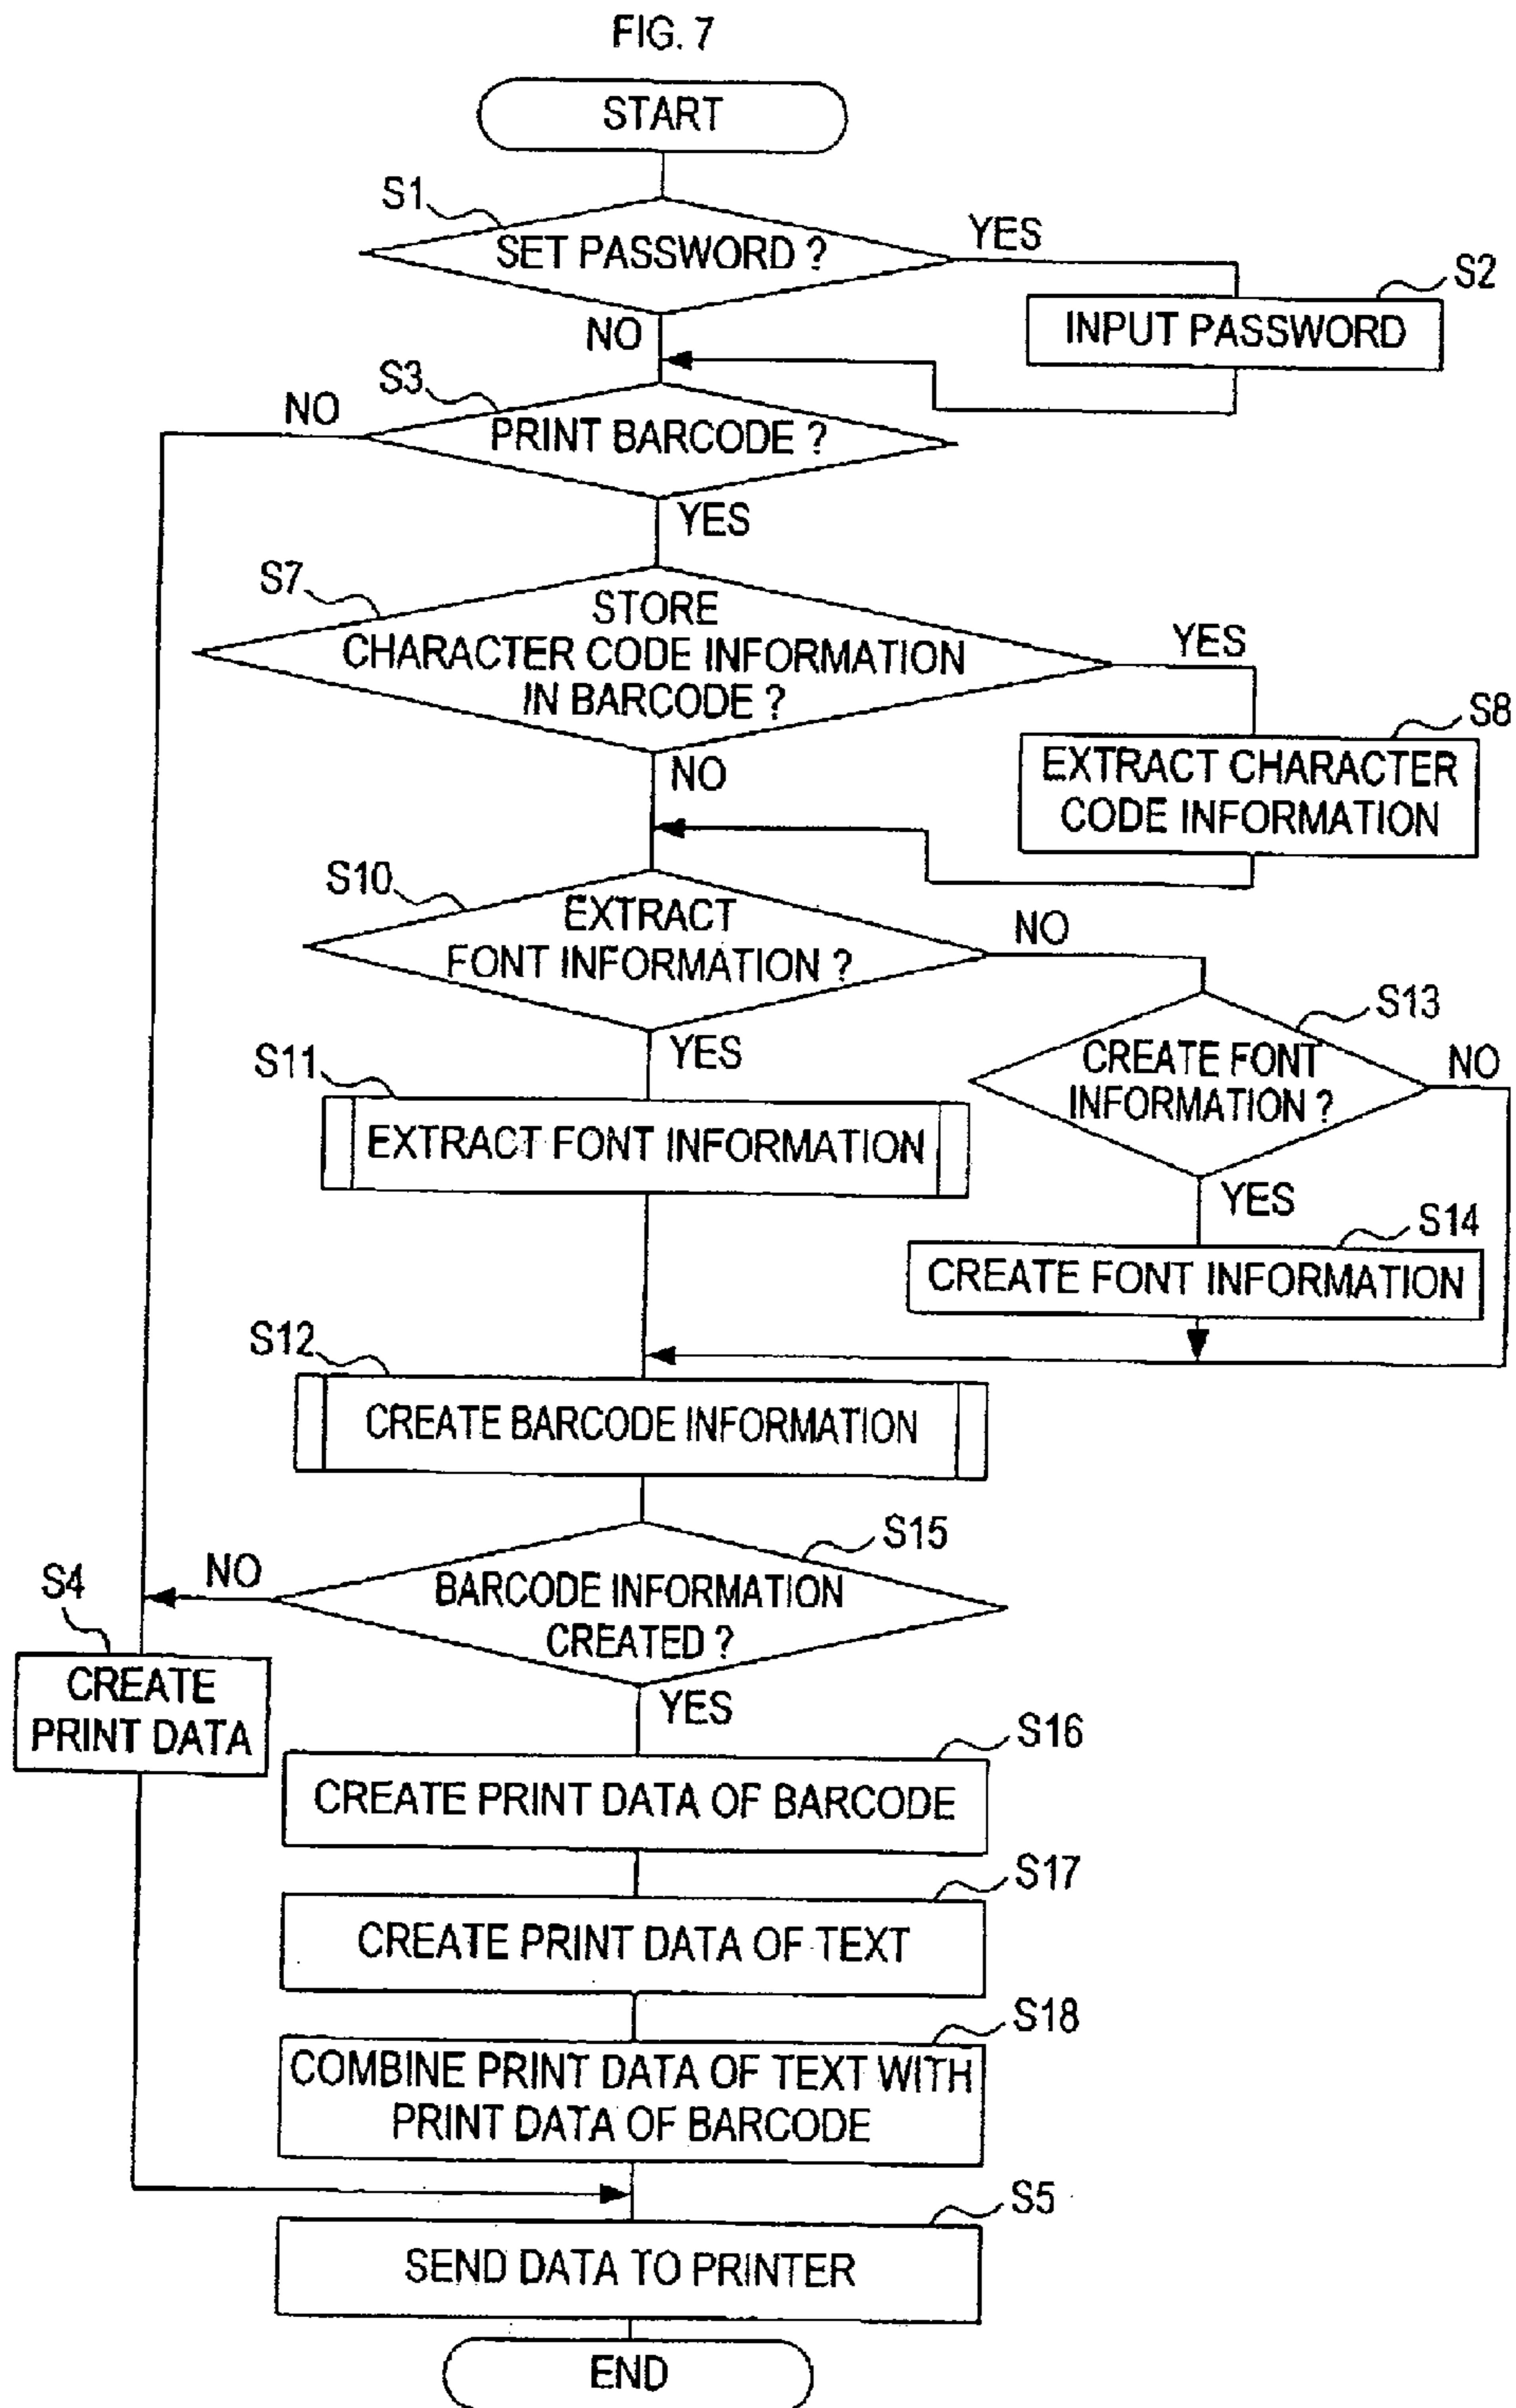 FIG. 7
START
S1
SET PASSWORD ?
YES
S2
INPUT PASSWORD
NO
S3
NO
PRINT BARCODE ?
YES
S7
STORE
CHARACTER CODE INFORMATION
IN BARCODE ?
YES
S8
EXTRACT CHARACTER
CODE INFORMATION
NO
S10
EXTRACT
FONT INFORMATION ?
NO
S13
CREATE FONT
INFORMATION ?
NO
YES
S11
EXTRACT FONT INFORMATION
YES
S14
CREATE FONT INFORMATION
S12
CREATE BARCODE INFORMATION
S15
NO
BARCODE INFORMATION
CREATED ?
S4
CREATE
PRINT DATA
YES
S16
CREATE PRINT DATA OF BARCODE
S17
CREATE PRINT DATA OF TEXT
S18
COMBINE PRINT DATA OF TEXT WITH
PRINT DATA OF BARCODE
S5
SEND DATA TO PRINTER
END